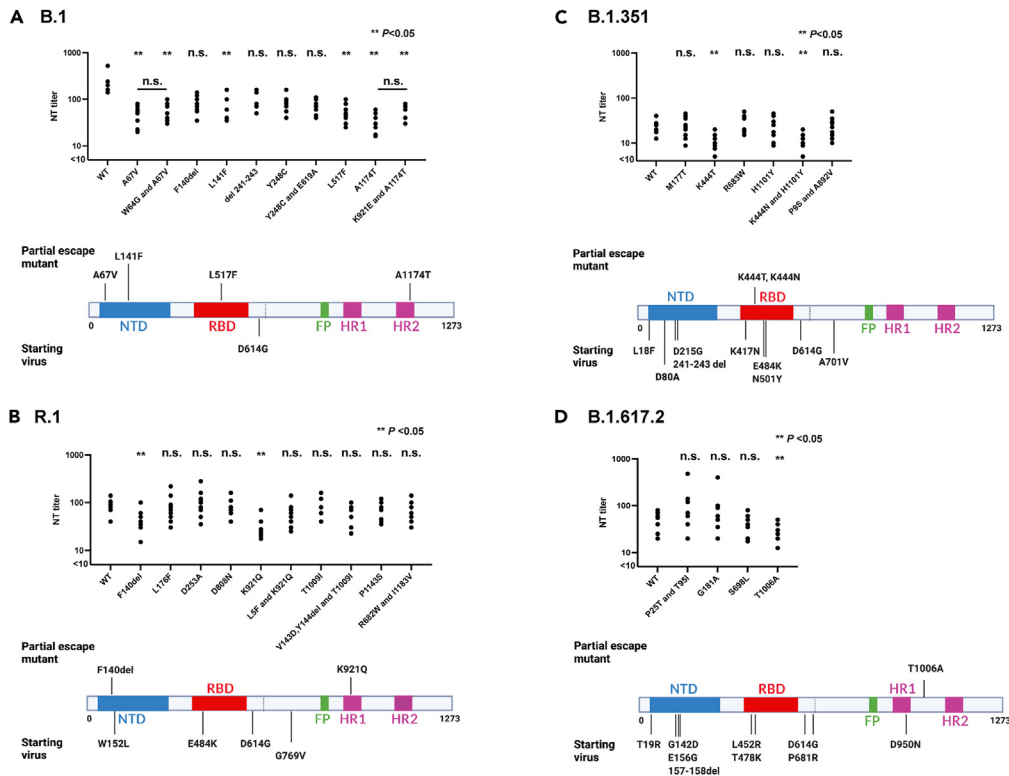 A B.1
** P<0.05
** ** n.s. ** n.s. n.s. n.s. ** ** **
n.s. n.s.
1000
100
10
<10
NT titer
WT
A67V
W64G and A67V
F140del
L141F
del 241-243
Y248C
Y248C and E619A
L517F
A1174T
K921E and A1174T
Partial escape
mutant
L141F
A67V L517F A1174T
0 NTD RBD FP HR1 HR2 1273
D614G
Starting
virus
B R.1
** P <0.05
** n.s. n.s. n.s. ** n.s. n.s. n.s. n.s. n.s.
1000
100
10
<10
NT titer
WT
F140del
L176F
D253A
D808N
K921Q
L5F and K921Q
T1009I
V143D,Y144del and T1009I
P1143S
R682W and I1183V
Partial escape
mutant
F140del K921Q
RBD
0 NTD FP HR1 HR2 1273
Starting
virus
W152L E484K D614G
G769V
C B.1.351
** P<0.05
n.s. ** n.s. n.s. ** n.s.
1000
100
10
<10
NT titer
WT
M177T
K444T
R683W
H1101Y
K444N and H1101Y
P9S and A892V
Partial escape
mutant
K444T, K444N
NTD RBD
0 FP HR1 HR2 1273
Starting
virus
L18F D215G K417N D614G
241-243 del E484K A701V
D80A N501Y
D B.1.617.2
** P <0.05
n.s. n.s. n.s. **
1000
100
10
<10
NT titer
WT
P25T and T95I
G181A
S698L
T1006A
Partial escape
mutant
T1006A
NTD RBD HR1
0 FP HR2 1273
Starting
virus
T19R G142D L452R D614G D950N
E156G T478K P681R
157-158del